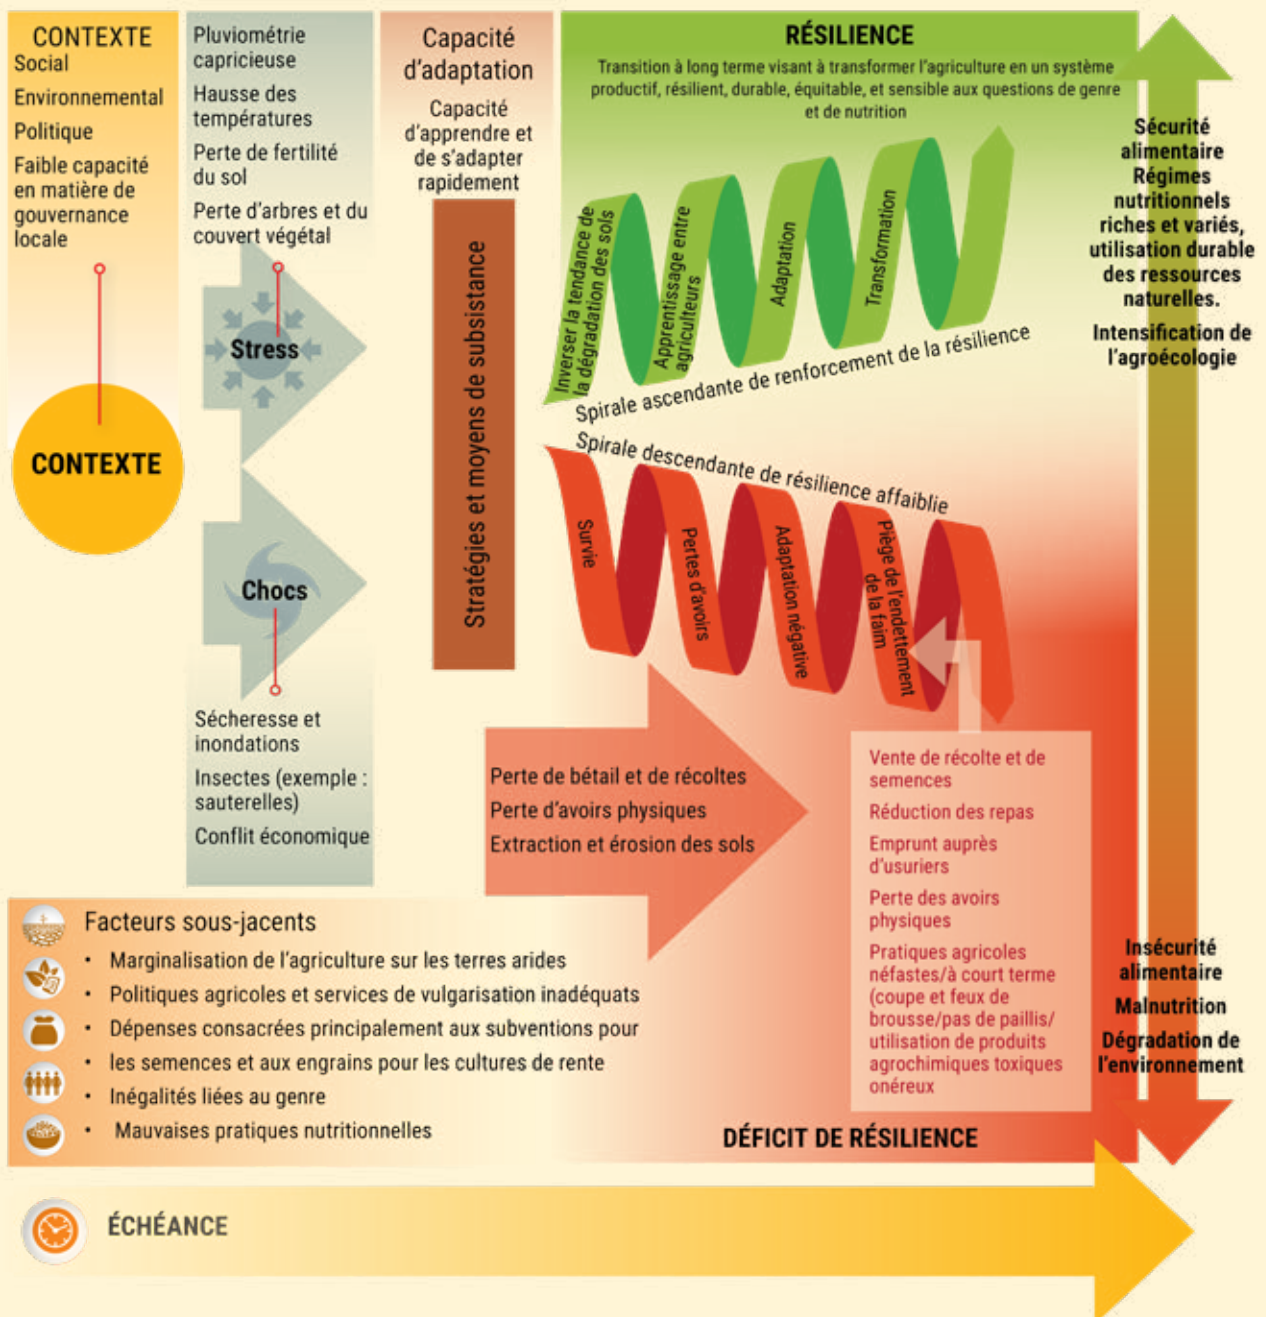 CONTEXTE
Social
Environnemental
Politique
Faible capacité
en matière de
gouvernance
locale
CONTEXTE
Pluviométrie
capricieuse
Hausse des
températures
Perte de fertilité
du sol
Perte d'arbres et du
couvert végétal
Stress
Chocs
Sécheresse et
inondations
Insectes (exemple :
sauterelles)
Conflit économique
Capacité
d'adaptation
Capacité
d'apprendre et
de s'adapter
rapidement
Stratégies et moyens de subsistance
RÉSILIENCE
Transition à long terme visant à transformer l'agriculture en un système
productif, résilient, durable, équitable, et sensible aux questions de genre
et de nutrition
Inverser la tendance de
la dégradation des sols
Apprentissage entre
agriculteurs
Adaptation
Transformation
Spirale ascendante de renforcement de la résilience
Spirale descendante de résilience affaiblie
Survie
Pertes d'avoirs
Adaptation négative
Piège de l'endettement
de la faim
Perte de bétail et de récoltes
Perte d'avoirs physiques
Extraction et érosion des sols
Vente de récolte et de
semences
Réduction des repas
Emprunt auprès
d'usuriers
Perte des avoirs
physiques
Pratiques agricoles
néfastes/à court terme
(coupe et feux de
brousse/pas de paillis/
utilisation de produits
agrochimiques toxiques
onéreux
DÉFICIT DE RÉSILIENCE
Sécurité
alimentaire
Régimes
nutritionnels
riches et variés,
utilisation durable
des ressources
naturelles.
Intensification de
l'agroécologie
Insécurité
alimentaire
Malnutrition
Dégradation de
l'environnement
Facteurs sous-jacents
• Marginalisation de l'agriculture sur les terres arides
• Politiques agricoles et services de vulgarisation inadéquats
• Dépenses consacrées principalement aux subventions pour
• les semences et aux engrains pour les cultures de rente
• Inégalités liées au genre
• Mauvaises pratiques nutritionnelles
ÉCHÉANCE